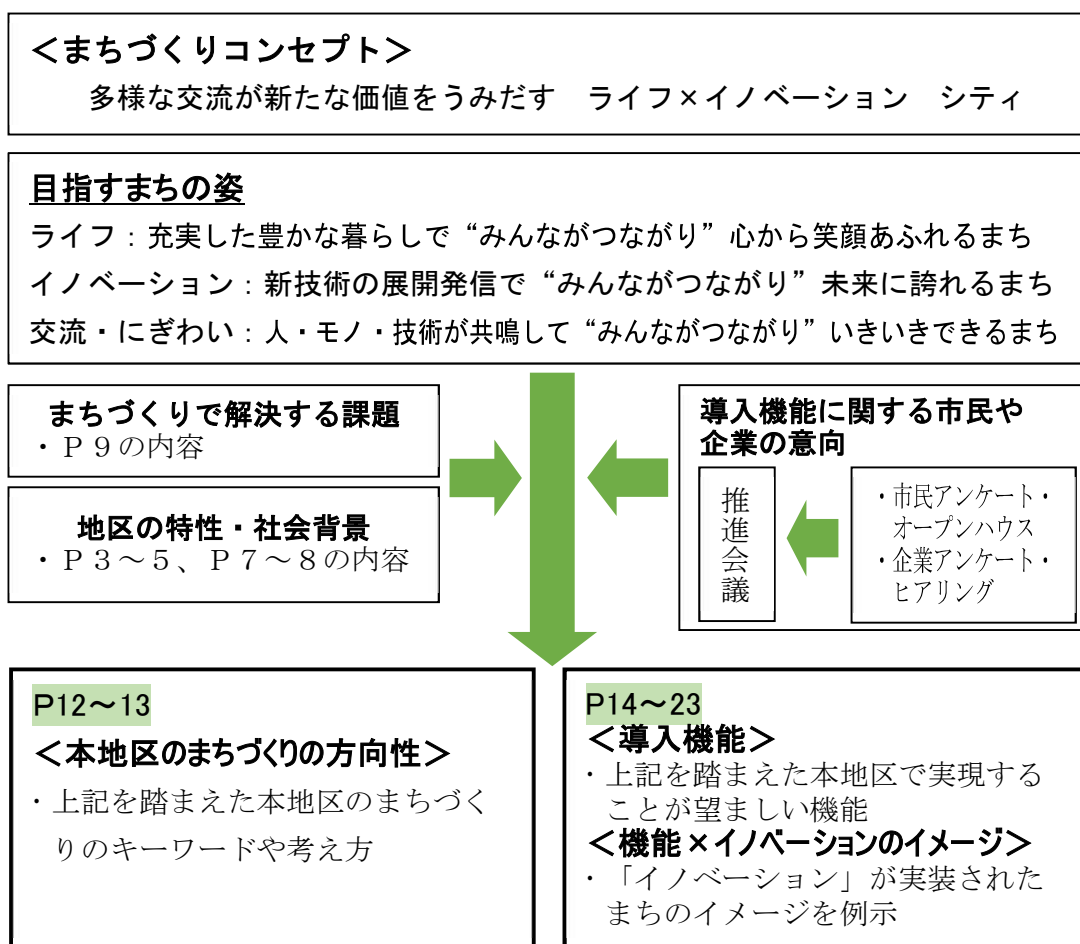 ＜まちづくりコンセプト＞
多様な交流が新たな価値をうみだす　ライフ×イノベーション　シティ
目指すまちの姿
ライフ：充実した豊かな暮らしで“みんながつながり”心から笑顔あふれるまち
イノベーション：新技術の展開発信で“みんながつながり”未来に誇れるまち
交流・にぎわい：人・モノ・技術が共鳴して“みんながつながり”いきいきできるまち
まちづくりで解決する課題
・Ｐ９の内容
地区の特性・社会背景
・Ｐ３～５、Ｐ７～８の内容
導入機能に関する市民や
企業の意向
推進会議
・市民アンケート・
オープンハウス
・企業アンケート・
ヒアリング
P12～13
＜本地区のまちづくりの方向性＞
・上記を踏まえた本地区のまちづく
りのキーワードや考え方
P14～23
＜導入機能＞
・上記を踏まえた本地区で実現する
ことが望ましい機能
＜機能×イノベーションのイメージ＞
・「イノベーション」が実装された
まちのイメージを例示